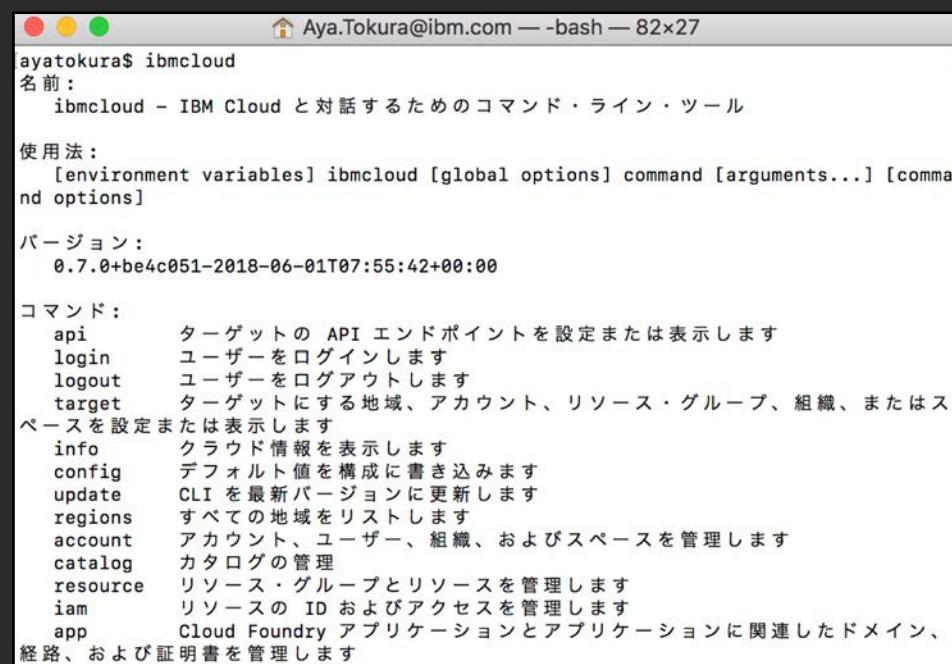 Aya.Tokura@ibm.com — -bash — 82×27
[ayatokura$ ibmcloud
名前:
ibmcloud - IBM Cloud と対話するためのコマンド・ライン・ツール
使用法:
[environment variables] ibmcloud [global options] command [arguments...] [comma
nd options]
バージョン:
0.7.0+be4c051-2018-06-01T07:55:42+00:00
コマンド:
api ターゲットの API エンドポイントを設定または表示します
login ユーザーをログインします
logout ユーザーをログアウトします
target ターゲットにする地域、アカウント、リソース・グループ、組織、またはス
ペースを設定または表示します
info クラウド情報を表示します
config デフォルト値を構成に書き込みます
update CLI を最新バージョンに更新します
regions すべての地域をリストします
account アカウント、ユーザー、組織、およびスペースを管理します
catalog カタログの管理
resource リソース・グループとリソースを管理します
iam リソースの ID およびアクセスを管理します
app Cloud Foundry アプリケーションとアプリケーションに関連したドメイン、
経路、および証明書を管理します